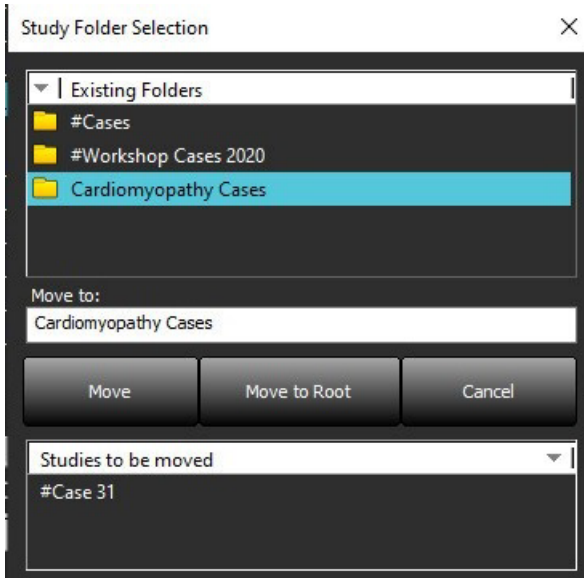 Study Folder Selection
Existing Folders
#Cases
#Workshop Cases 2020
Cardiomyopathy Cases
Move to:
Cardiomyopathy Cases
Move
Move to Root
Cancel
Studies to be moved
#Case 31